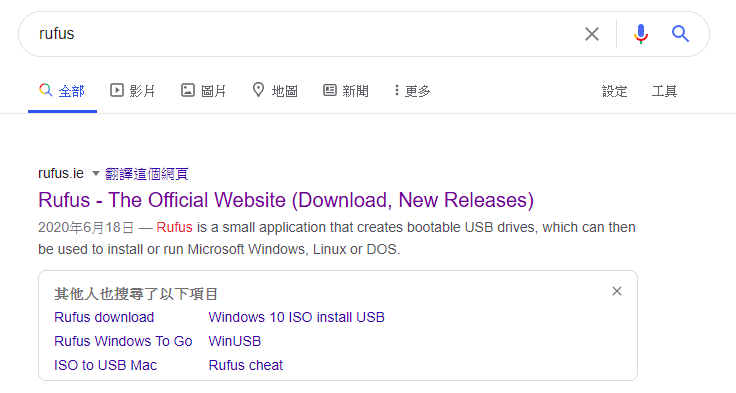 rufus
全部 影片 圖片 地圖 新聞 更多 設定 工具
rufus.ie 翻譯這個網頁
Rufus - The Official Website (Download, New Releases)
2020年6月18日 — Rufus is a small application that creates bootable USB drives, which can then
be used to install or run Microsoft Windows, Linux or DOS.
其他人也搜尋了以下項目
Rufus download Windows 10 ISO install USB
Rufus Windows To Go WinUSB
ISO to USB Mac Rufus cheat